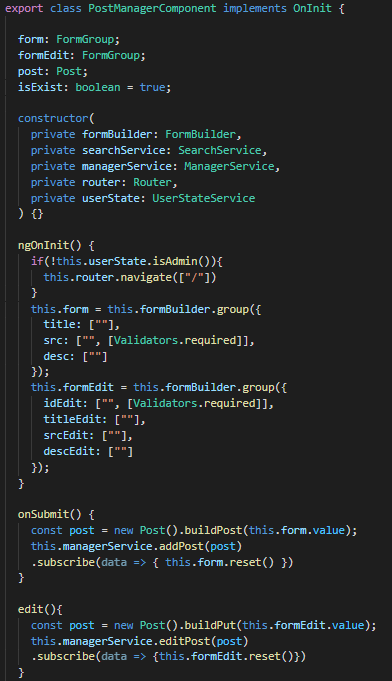 export class PostManagerComponent implements OnInit {

  form: FormGroup;
  formEdit: FormGroup;
  post: Post;
  isExist: boolean = true;

  constructor(
    private formBuilder: FormBuilder,
    private searchService: SearchService,
    private managerService: ManagerService,
    private router: Router,
    private userState: UserStateService
  ) {}

  ngOnInit() {
    if(!this.userState.isAdmin()){
      this.router.navigate(["/"])
    }
    this.form = this.formBuilder.group({
      title: [""],
      src: ["", [Validators.required]],
      desc: [""]
    });
    this.formEdit = this.formBuilder.group({
      idEdit: ["", [Validators.required]],
      titleEdit: [""],
      srcEdit: [""],
      descEdit: [""]
    });
  }

  onSubmit() {
    const post = new Post().buildPost(this.form.value);
    this.managerService.addPost(post)
    .subscribe(data => { this.form.reset() })
  }

  edit(){
    const post = new Post().buildPut(this.formEdit.value);
    this.managerService.editPost(post)
    .subscribe(data => {this.formEdit.reset()})
  }